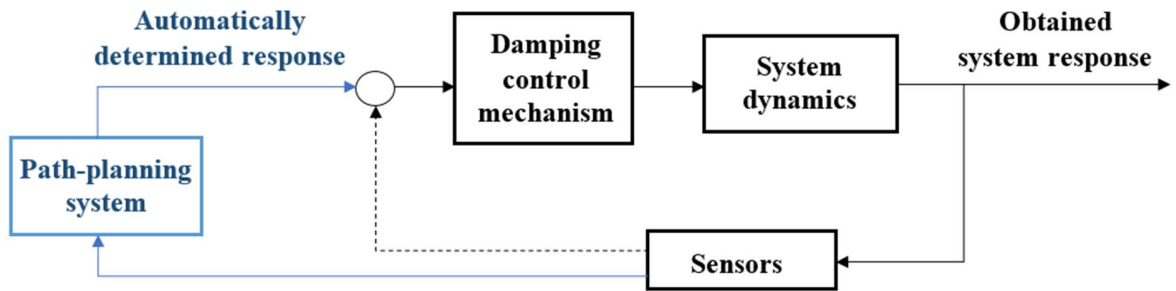 Automatically
determined response
Damping
control
mechanism
System
dynamics
Obtained
system response
Path-planning
system
Sensors